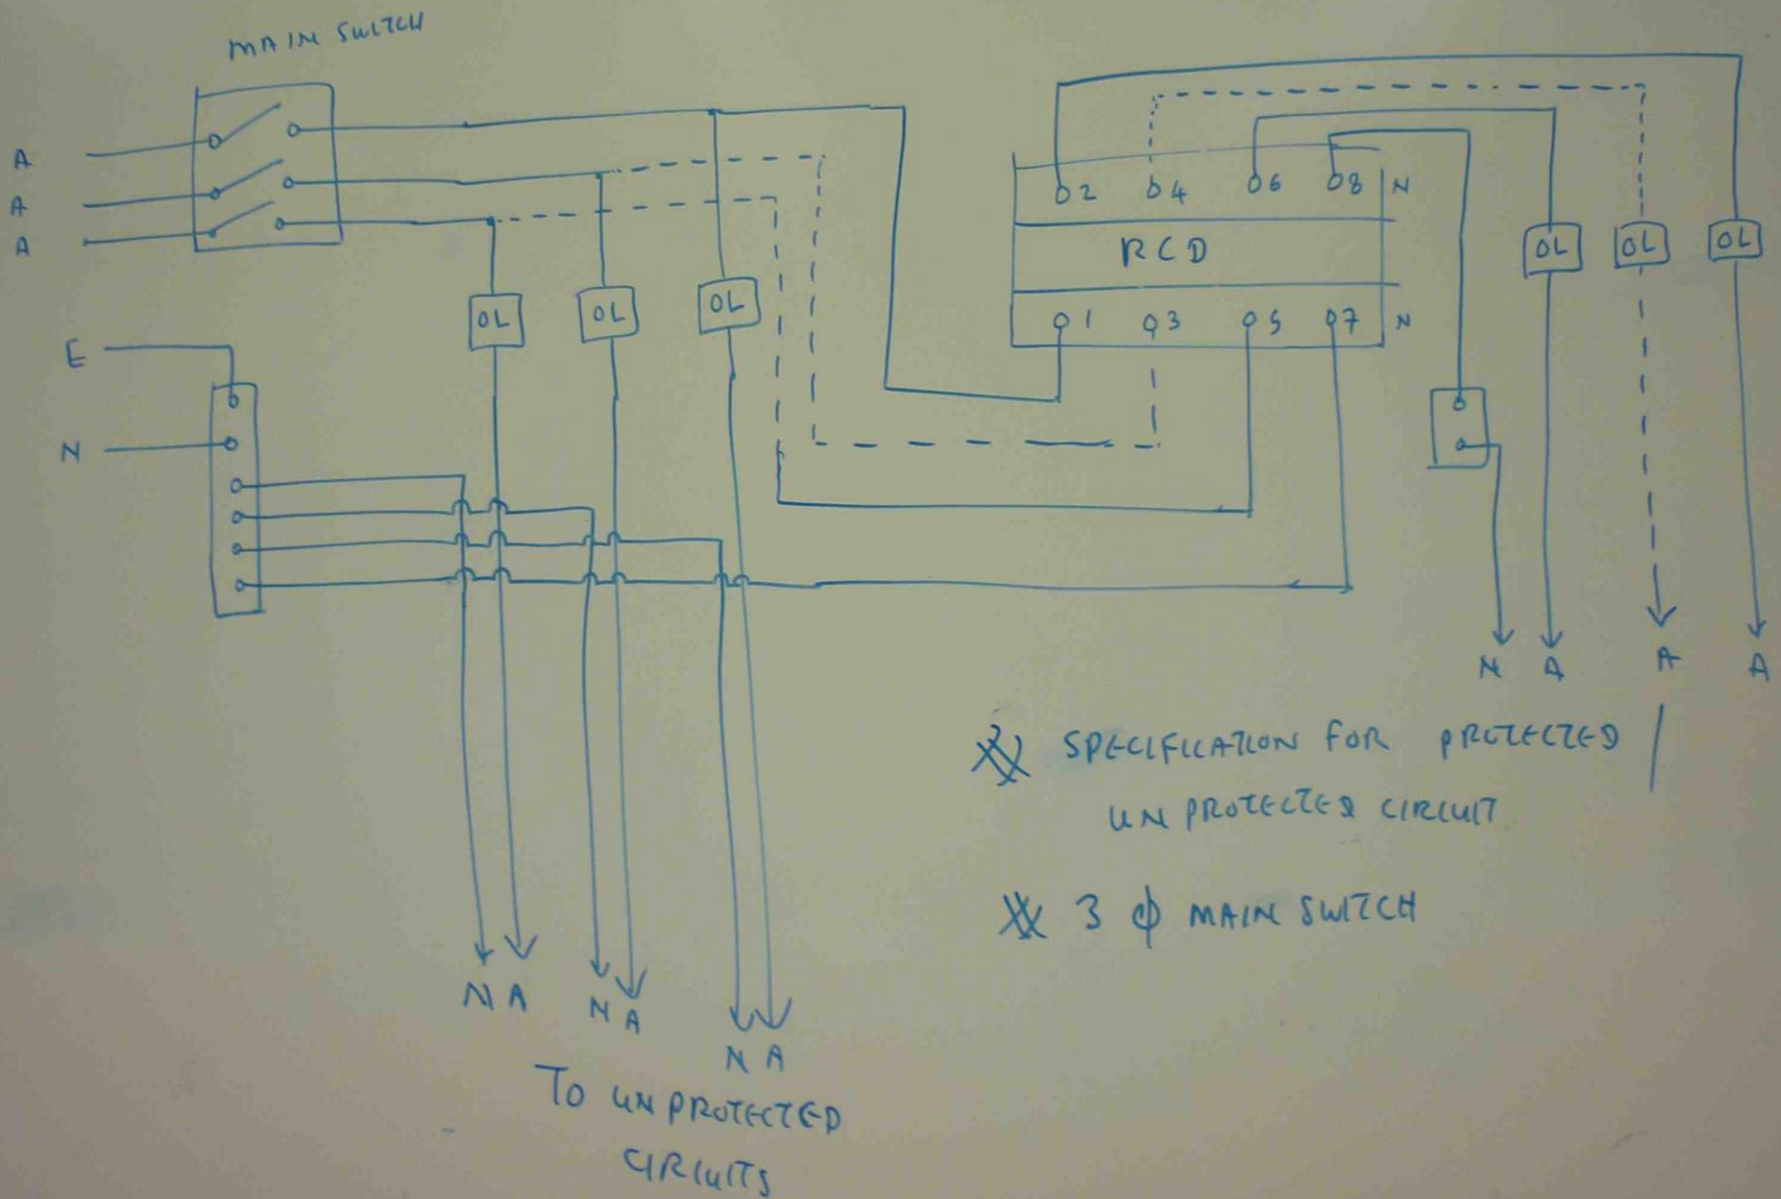 MAIN SWITCH
A
A
A
E
N
OL OL OL
2 4 6 8 N
RCD
1 3 5 7 N
OL OL OL
N A A A
SPECIFICATION FOR PROTECTED /
UNPROTECTED CIRCUIT
3 φ MAIN SWITCH
N A N A N A
TO UNPROTECTED
CIRCUITS